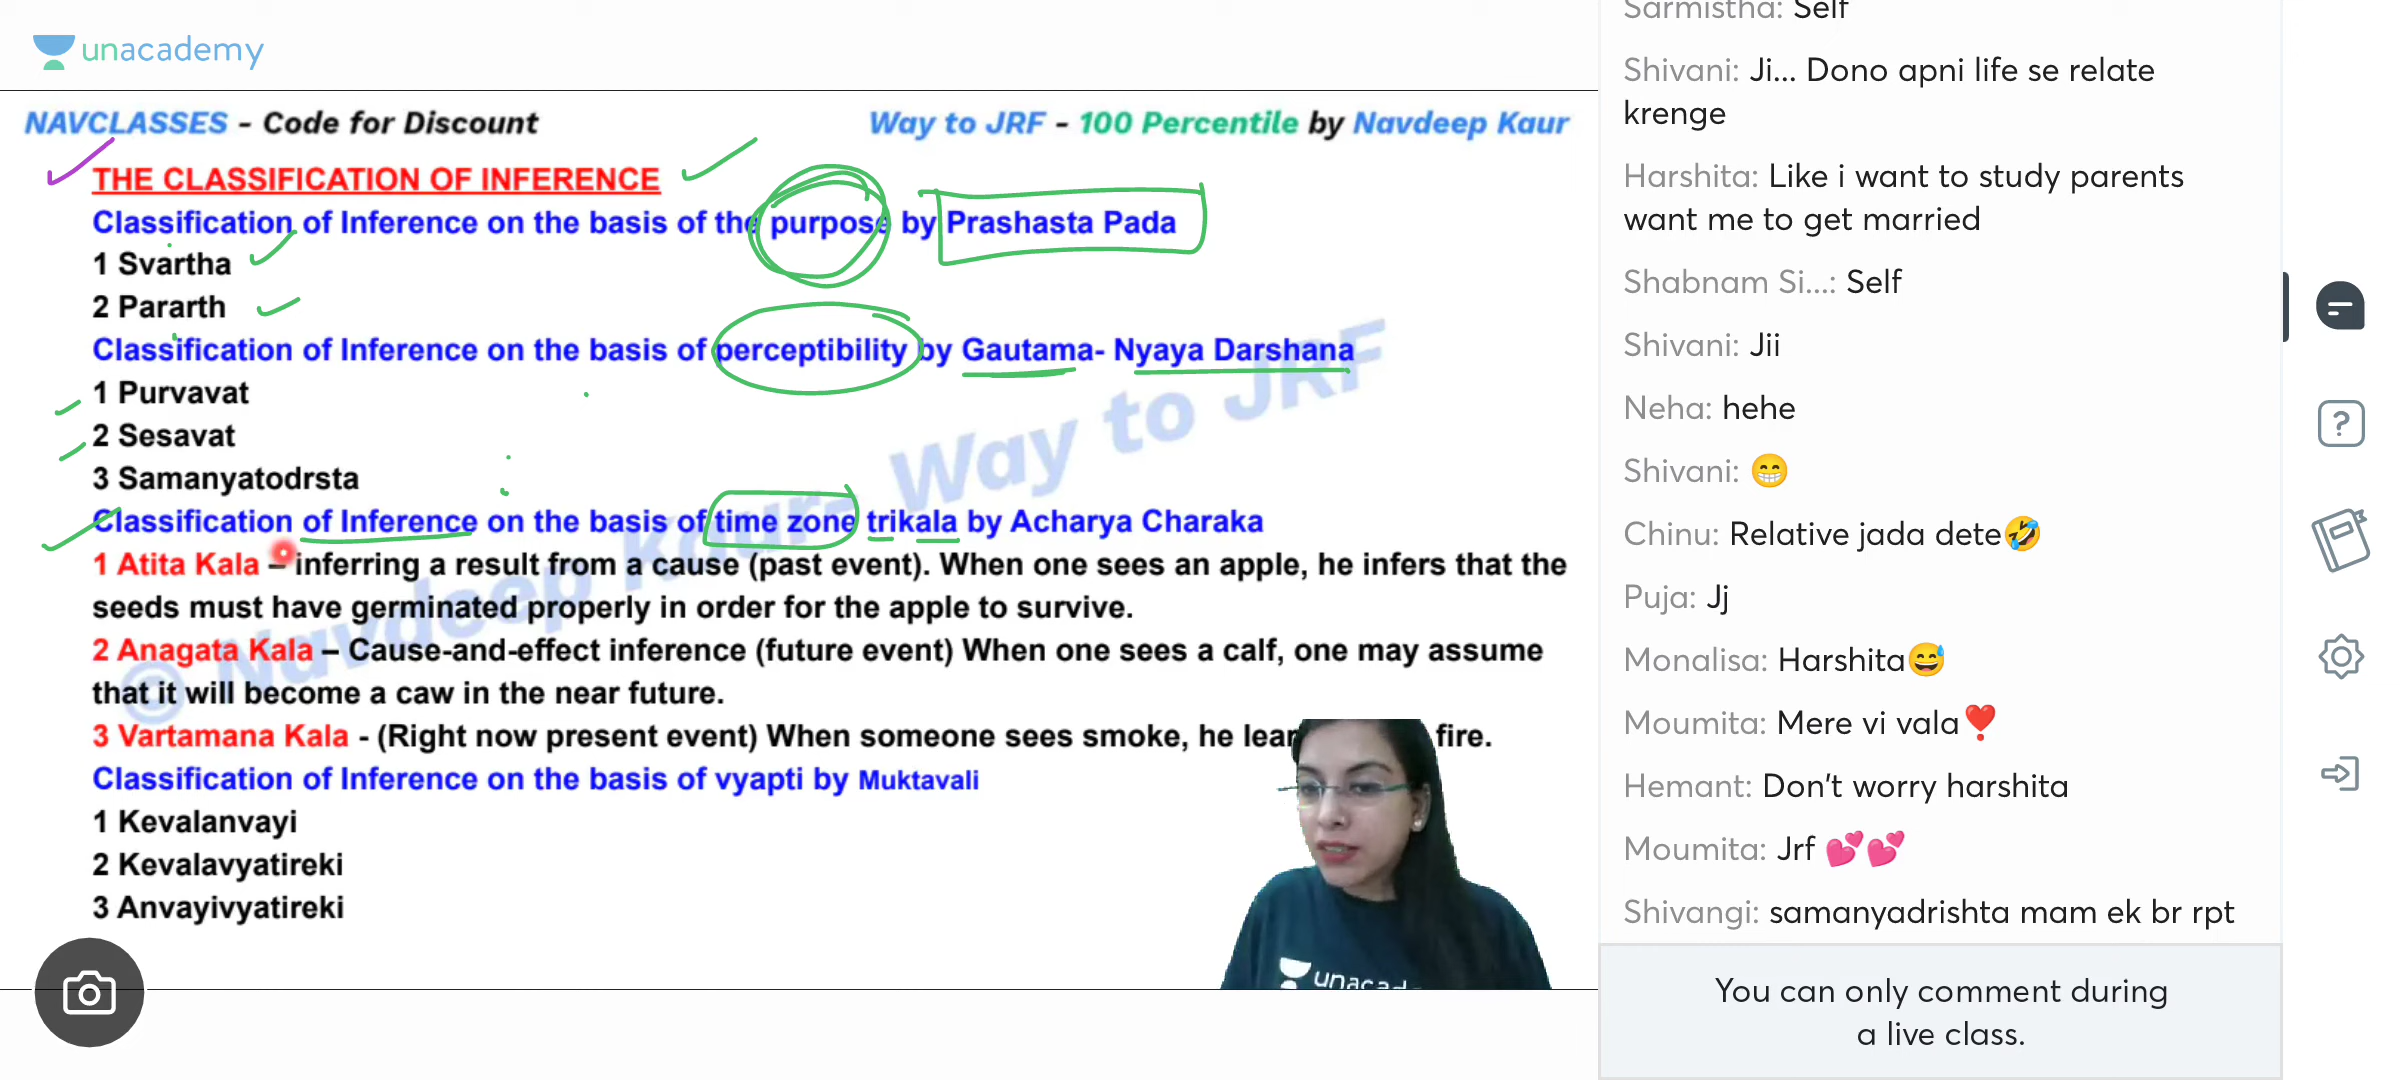 unacademy
NAVCLASSES - Code for Discount
Way to JRF - 100 Percentile by Navdeep Kaur
THE CLASSIFICATION OF INFERENCE
Classification of Inference on the basis of the purpose by Prashasta Pada
1 Svartha
2 Pararth
Classification of Inference on the basis of perceptibility by Gautama- Nyaya Darshana
1 Purvavat
2 Sesavat
3 Samanyatodrsta
Classification of Inference on the basis of time zone trikala by Acharya Charaka
1 Atita Kala – inferring a result from a cause (past event). When one sees an apple, he infers that the
seeds must have germinated properly in order for the apple to survive.
2 Anagata Kala – Cause-and-effect inference (future event) When one sees a calf, one may assume
that it will become a caw in the near future.
3 Vartamana Kala - (Right now present event) When someone sees smoke, he fire.
Classification of Inference on the basis of vyapti by Muktavali
1 Kevalanvayi
2 Kevalavyatireki
3 Anvayivyatireki
© Navdeep Kaur- Way to JRF
Sarmistha: Self
Shivani: Ji... Dono apni life se relate
krenge
Harshita: Like i want to study parents
want me to get married
Shabnam Si...: Self
Shivani: Jii
Neha: hehe
Shivani: 😁
Chinu: Relative jada dete🤣
Puja: Jj
Monalisa: Harshita😅
Moumita: Mere vi vala❣️
Hemant: Don't worry harshita
Moumita: Jrf 💕💕
Shivangi: samanyadrishta mam ek br rpt
You can only comment during
a live class.